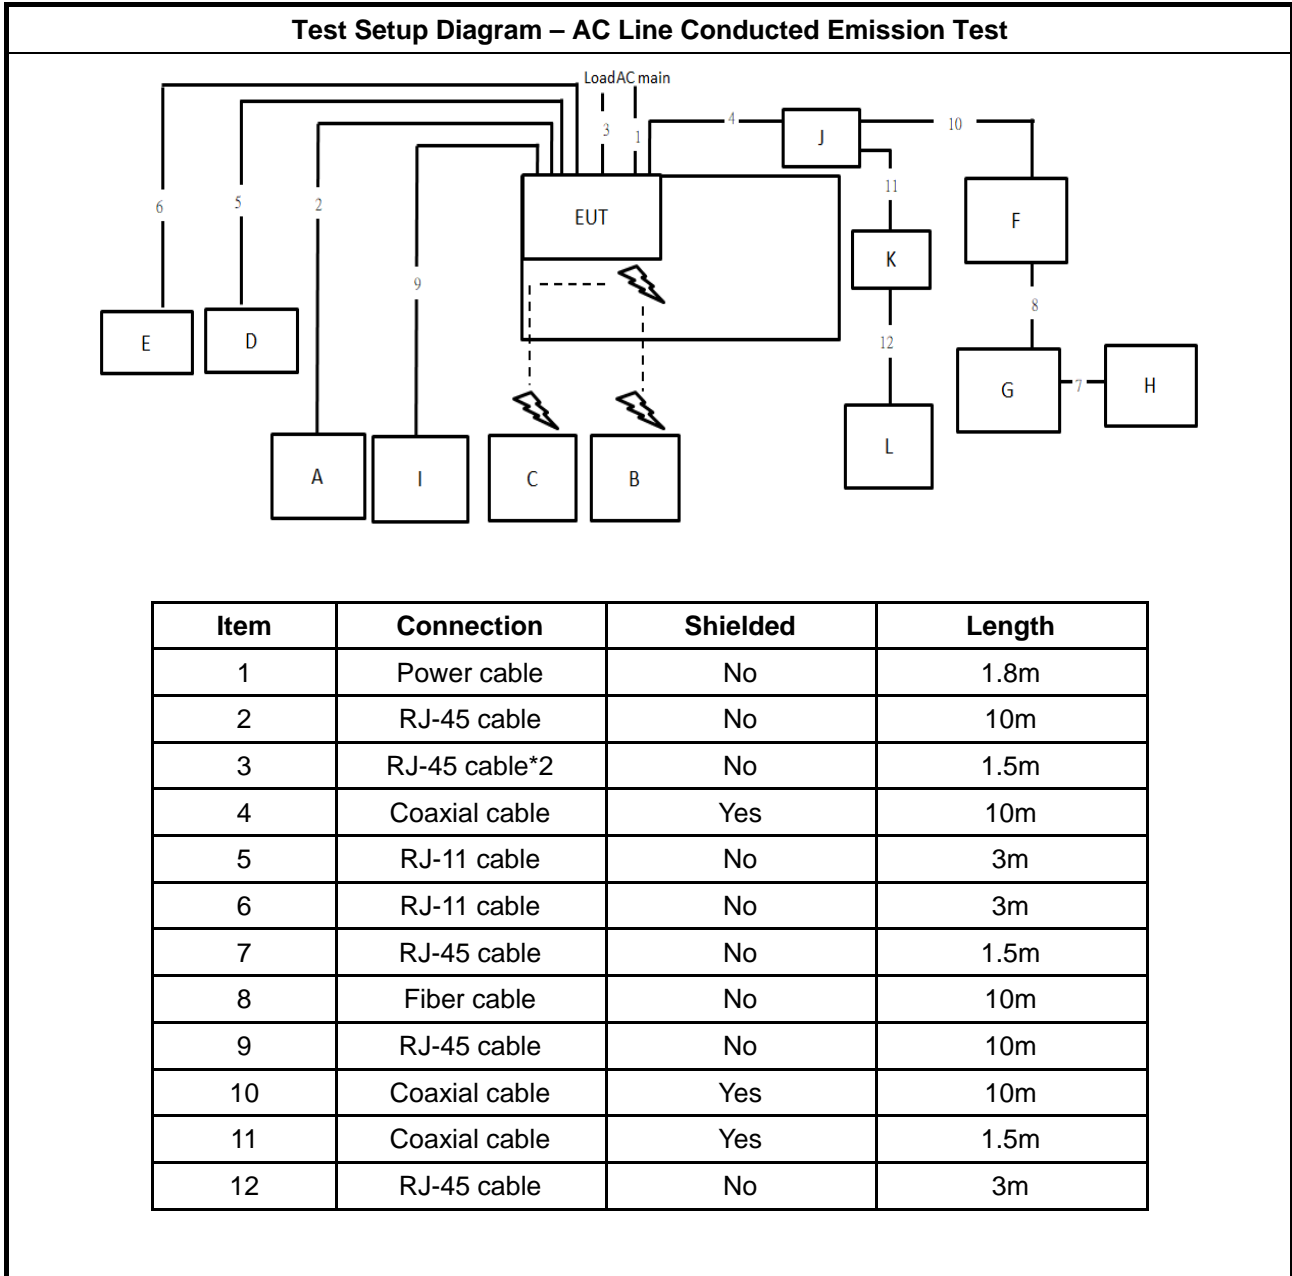 Test Setup Diagram – AC Line Conducted Emission Test
Load AC main
3
1
4
J
10
6
5
2
9
EUT
11
F
K
8
E
D
12
G
7
H
A
I
C
B
L
Item Connection Shielded Length
1 Power cable No 1.8m
2 RJ-45 cable No 10m
3 RJ-45 cable*2 No 1.5m
4 Coaxial cable Yes 10m
5 RJ-11 cable No 3m
6 RJ-11 cable No 3m
7 RJ-45 cable No 1.5m
8 Fiber cable No 10m
9 RJ-45 cable No 10m
10 Coaxial cable Yes 10m
11 Coaxial cable Yes 1.5m
12 RJ-45 cable No 3m